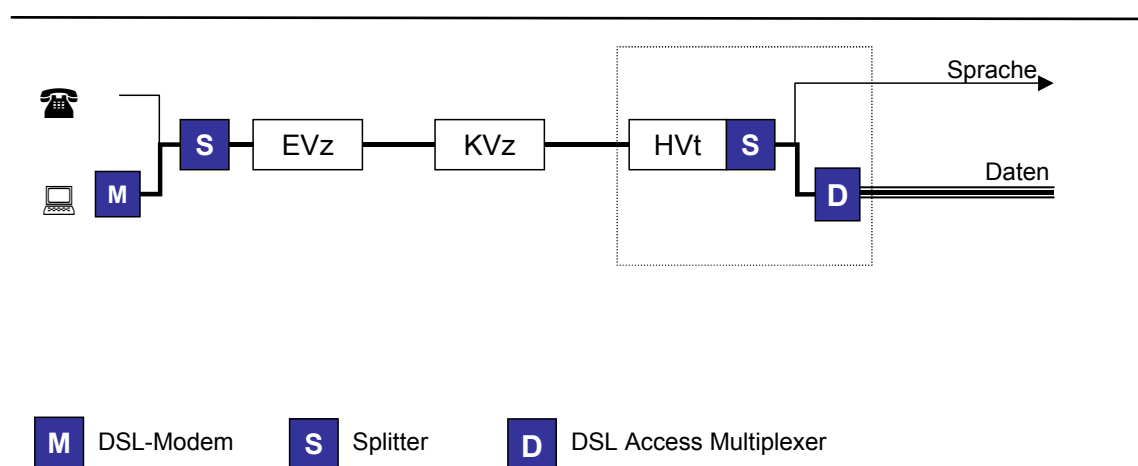 Sprache
S EVz KVz HVt S
Daten
M D
M DSL-Modem S Splitter D DSL Access Multiplexer